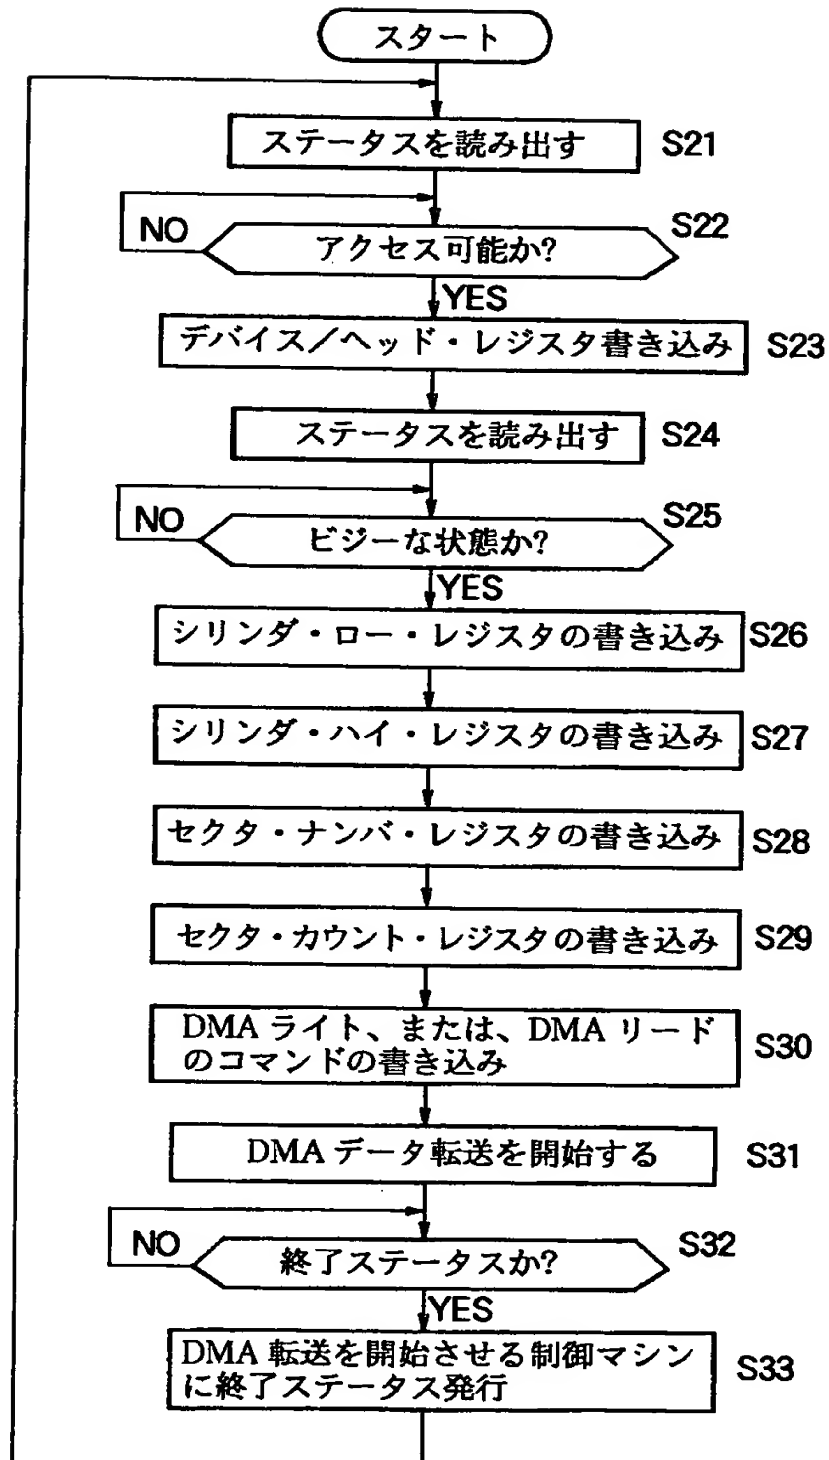 スタート
ステータスを読み出す S21
S22
NO アクセス可能か?
YES
デバイス/ヘッド・レジスタ書き込み S23
ステータスを読み出す S24
S25
NO ビジーな状態か?
YES
シリンダ・ロー・レジスタの書き込み S26
シリンダ・ハイ・レジスタの書き込み S27
セクタ・ナンバ・レジスタの書き込み S28
セクタ・カウント・レジスタの書き込み S29
DMA ライト、または、DMA リード
のコマンドの書き込み S30
DMA データ転送を開始する S31
S32
NO 終了ステータスか?
YES
DMA 転送を開始させる制御マシン
に終了ステータス発行 S33